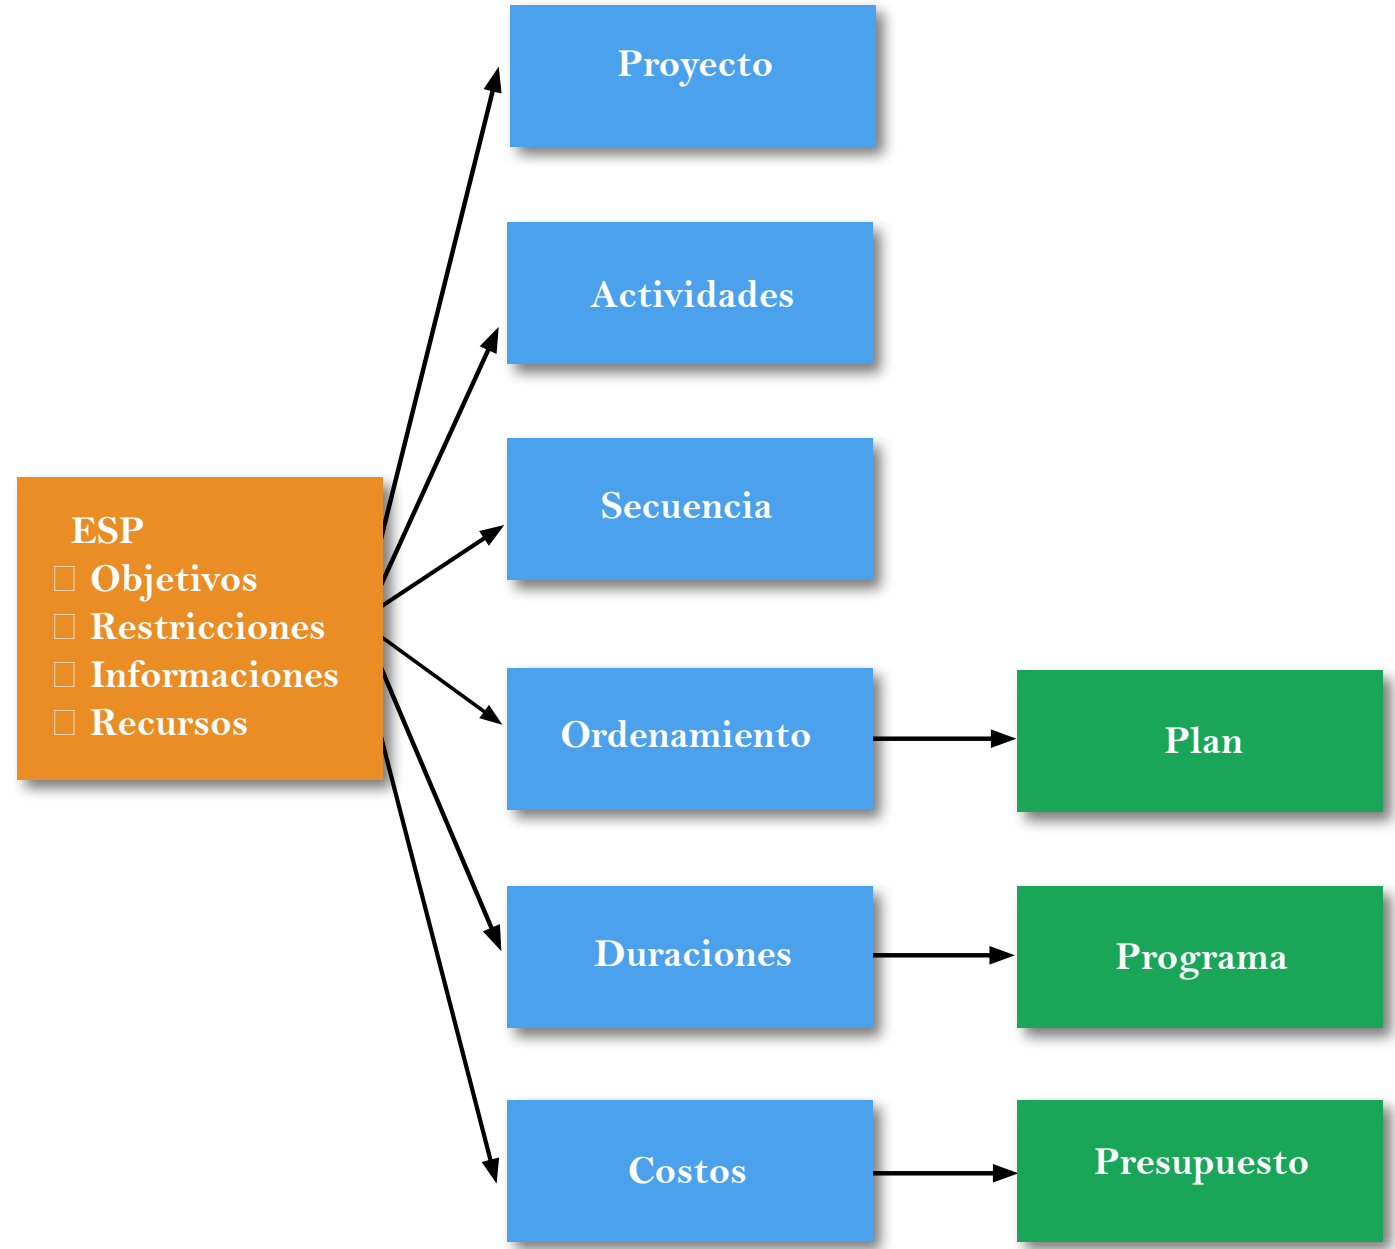 Proyecto
Actividades
Secuencia
ESP
Objetivos
Restricciones
Informaciones
Recursos
Ordenamiento
Plan
Duraciones
Programa
Costos
Presupuesto